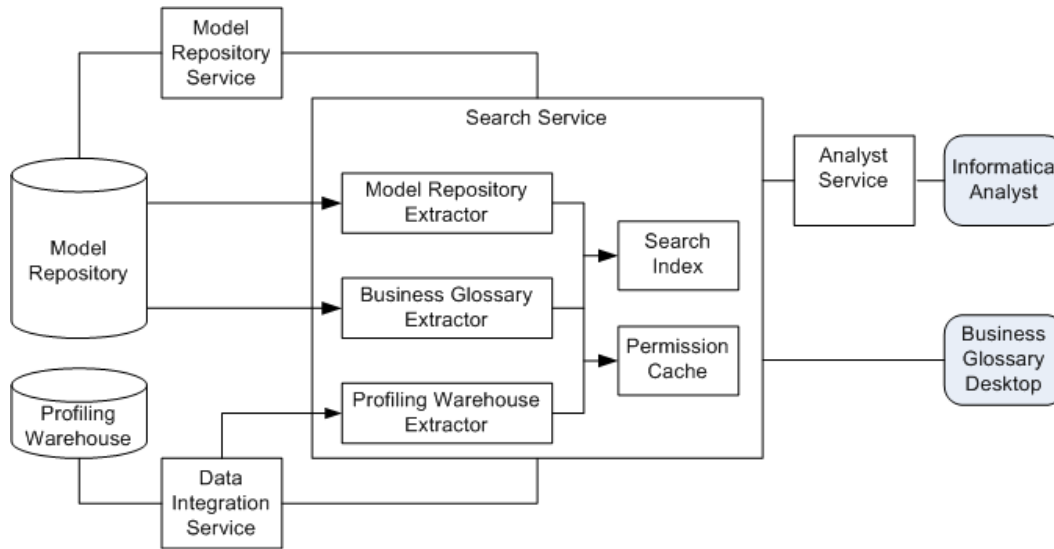 Model
Repository
Service
Search Service
Model Repository
Extractor
Analyst
Service
Informatica
Analyst
Model
Repository
Search
Index
Business Glossary
Extractor
Permission
Cache
Business
Glossary
Desktop
Profiling
Warehouse
Profiling Warehouse
Extractor
Data
Integration
Service